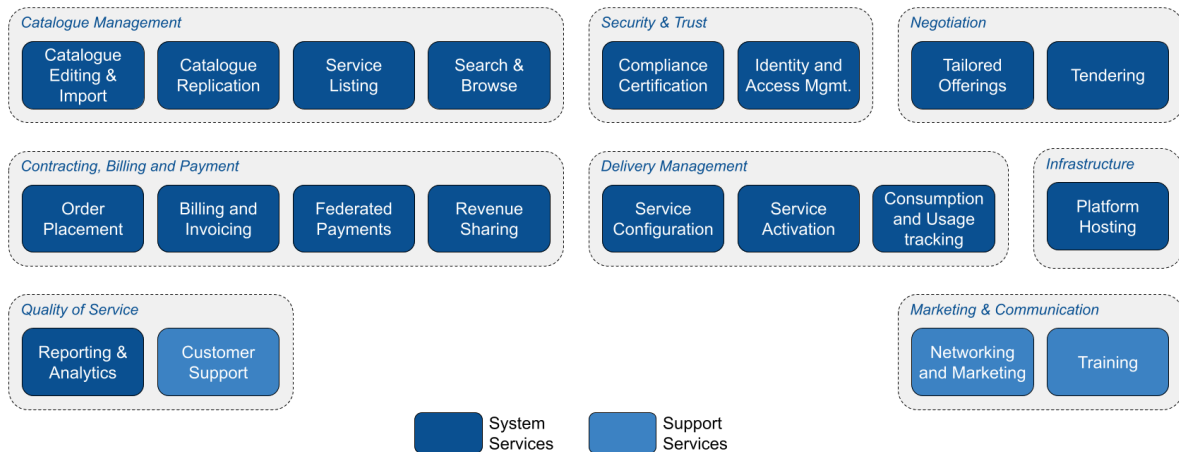 Catalogue Management
Catalogue
Editing &
Import
Catalogue
Replication
Service
Listing
Search &
Browse
Security & Trust
Compliance
Certification
Identity and
Access Mgmt.
Negotiation
Tailored
Offerings
Tendering
Contracting, Billing and Payment
Order
Placement
Billing and
Invoicing
Federated
Payments
Revenue
Sharing
Delivery Management
Service
Configuration
Service
Activation
Consumption
and Usage
tracking
Infrastructure
Platform
Hosting
Quality of Service
Reporting &
Analytics
Customer
Support
Marketing & Communication
Networking
and Marketing
Training
System
Services
Support
Services